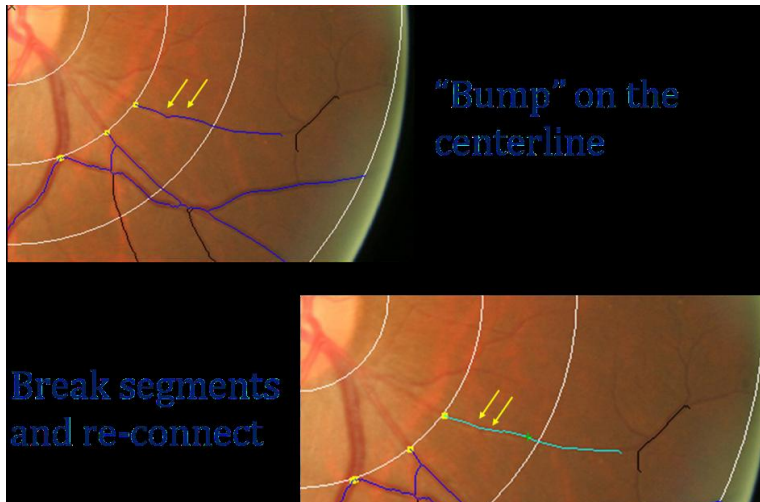 “Bump” on the
centerline
Break segments
and re-connect